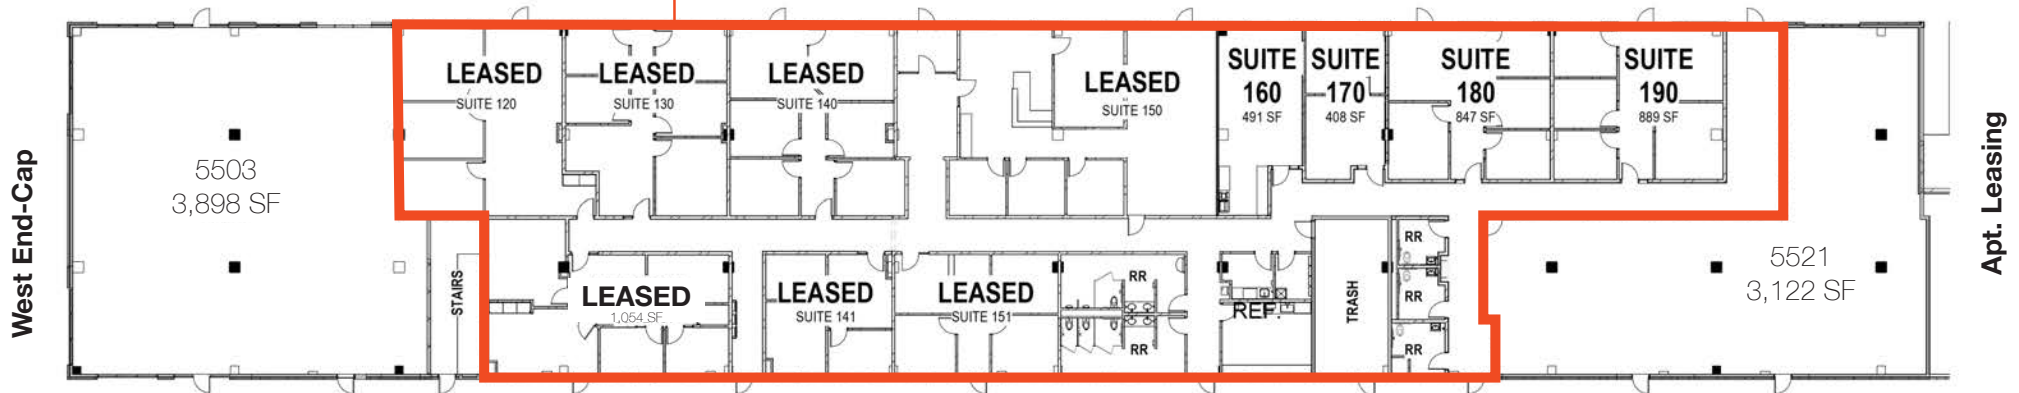 West End-Cap
5503
3,898 SF
LEASED
SUITE 120
LEASED
SUITE 130
LEASED
SUITE 140
LEASED
SUITE 150
SUITE
160
491 SF
SUITE
170
408 SF
SUITE
180
847 SF
SUITE
190
889 SF
STAIRS
LEASED
1,054 SF
LEASED
SUITE 141
LEASED
SUITE 151
RR
RR
REF.
TRASH
RR
RR
RR
5521
3,122 SF
Apt. Leasing